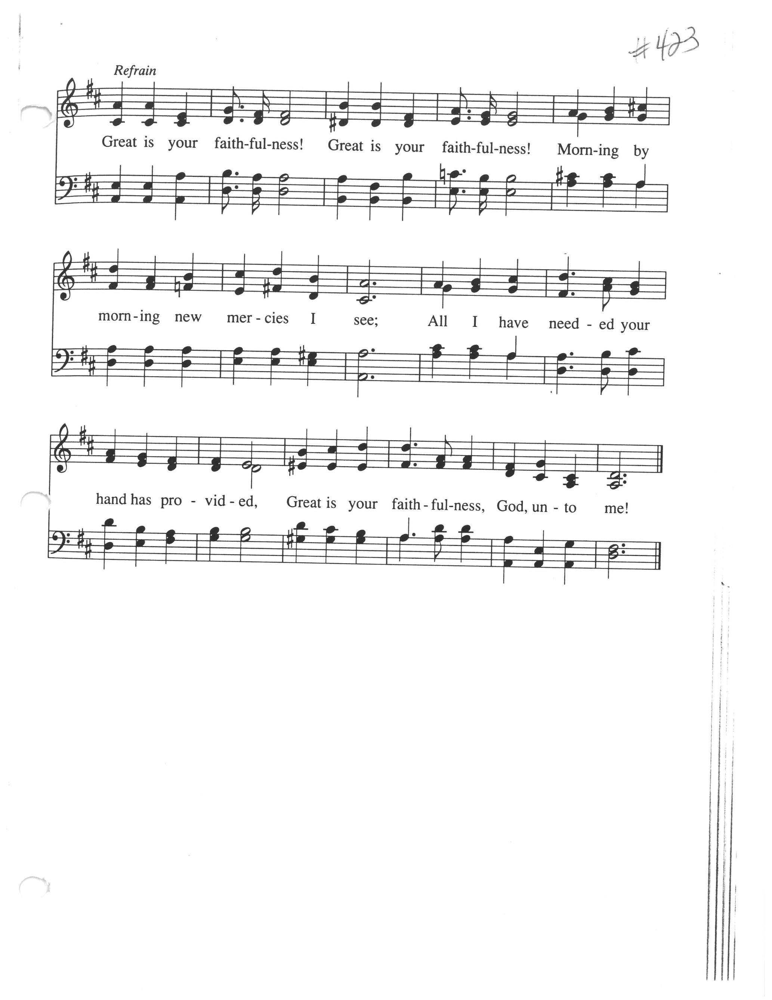 #423
Refrain
Great is your faith-ful-ness! Great is your faith-ful-ness! Morn-ing by
morn-ing new mer-cies I see; All I have need-ed your
hand has pro-vid-ed, Great is your faith-ful-ness, God, un-to me!